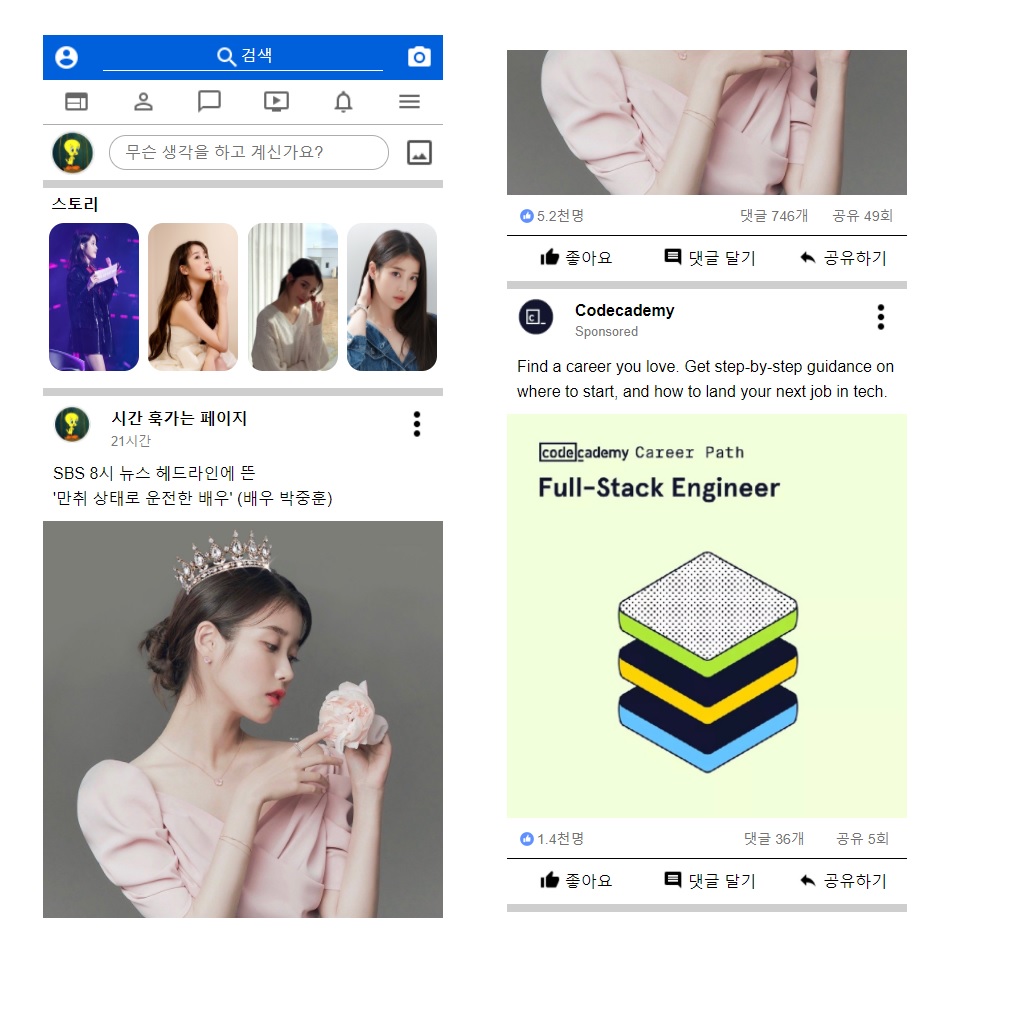 검색
무슨 생각을 하고 계신가요?
스토리
시간 훅가는 페이지
21시간
SBS 8시 뉴스 헤드라인에 뜬
'만취 상태로 운전한 배우' (배우 박중훈)
5.2천명 댓글 746개 공유 49회
좋아요 댓글 달기 공유하기
Codecademy
Sponsored
Find a career you love. Get step-by-step guidance on
where to start, and how to land your next job in tech.
codecademy Career Path
Full-Stack Engineer
1.4천명 댓글 36개 공유 5회
좋아요 댓글 달기 공유하기